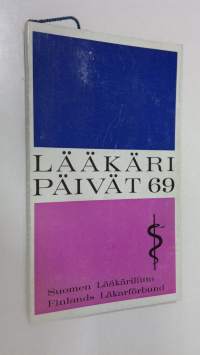 LÄÄKÄRI
PÄIVÄT 69
Suomen Lääkäriliitto
Finlands Läkarförbund